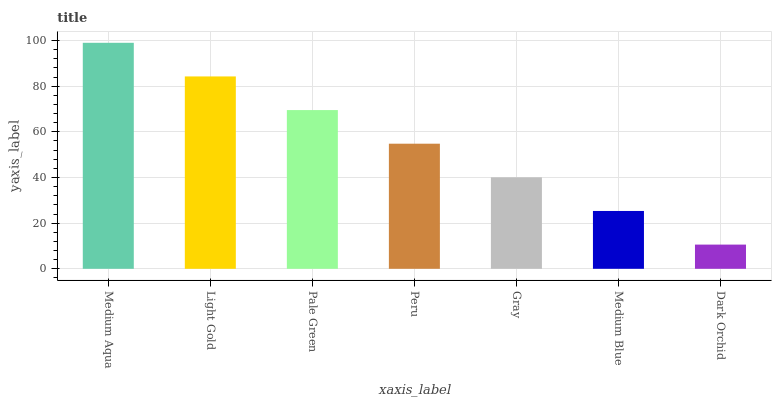 title
yaxis_label
100
80
60
40
20
0
Medium Aqua
Light Gold
Pale Green
Peru
Gray
Medium Blue
Dark Orchid
xaxis_label